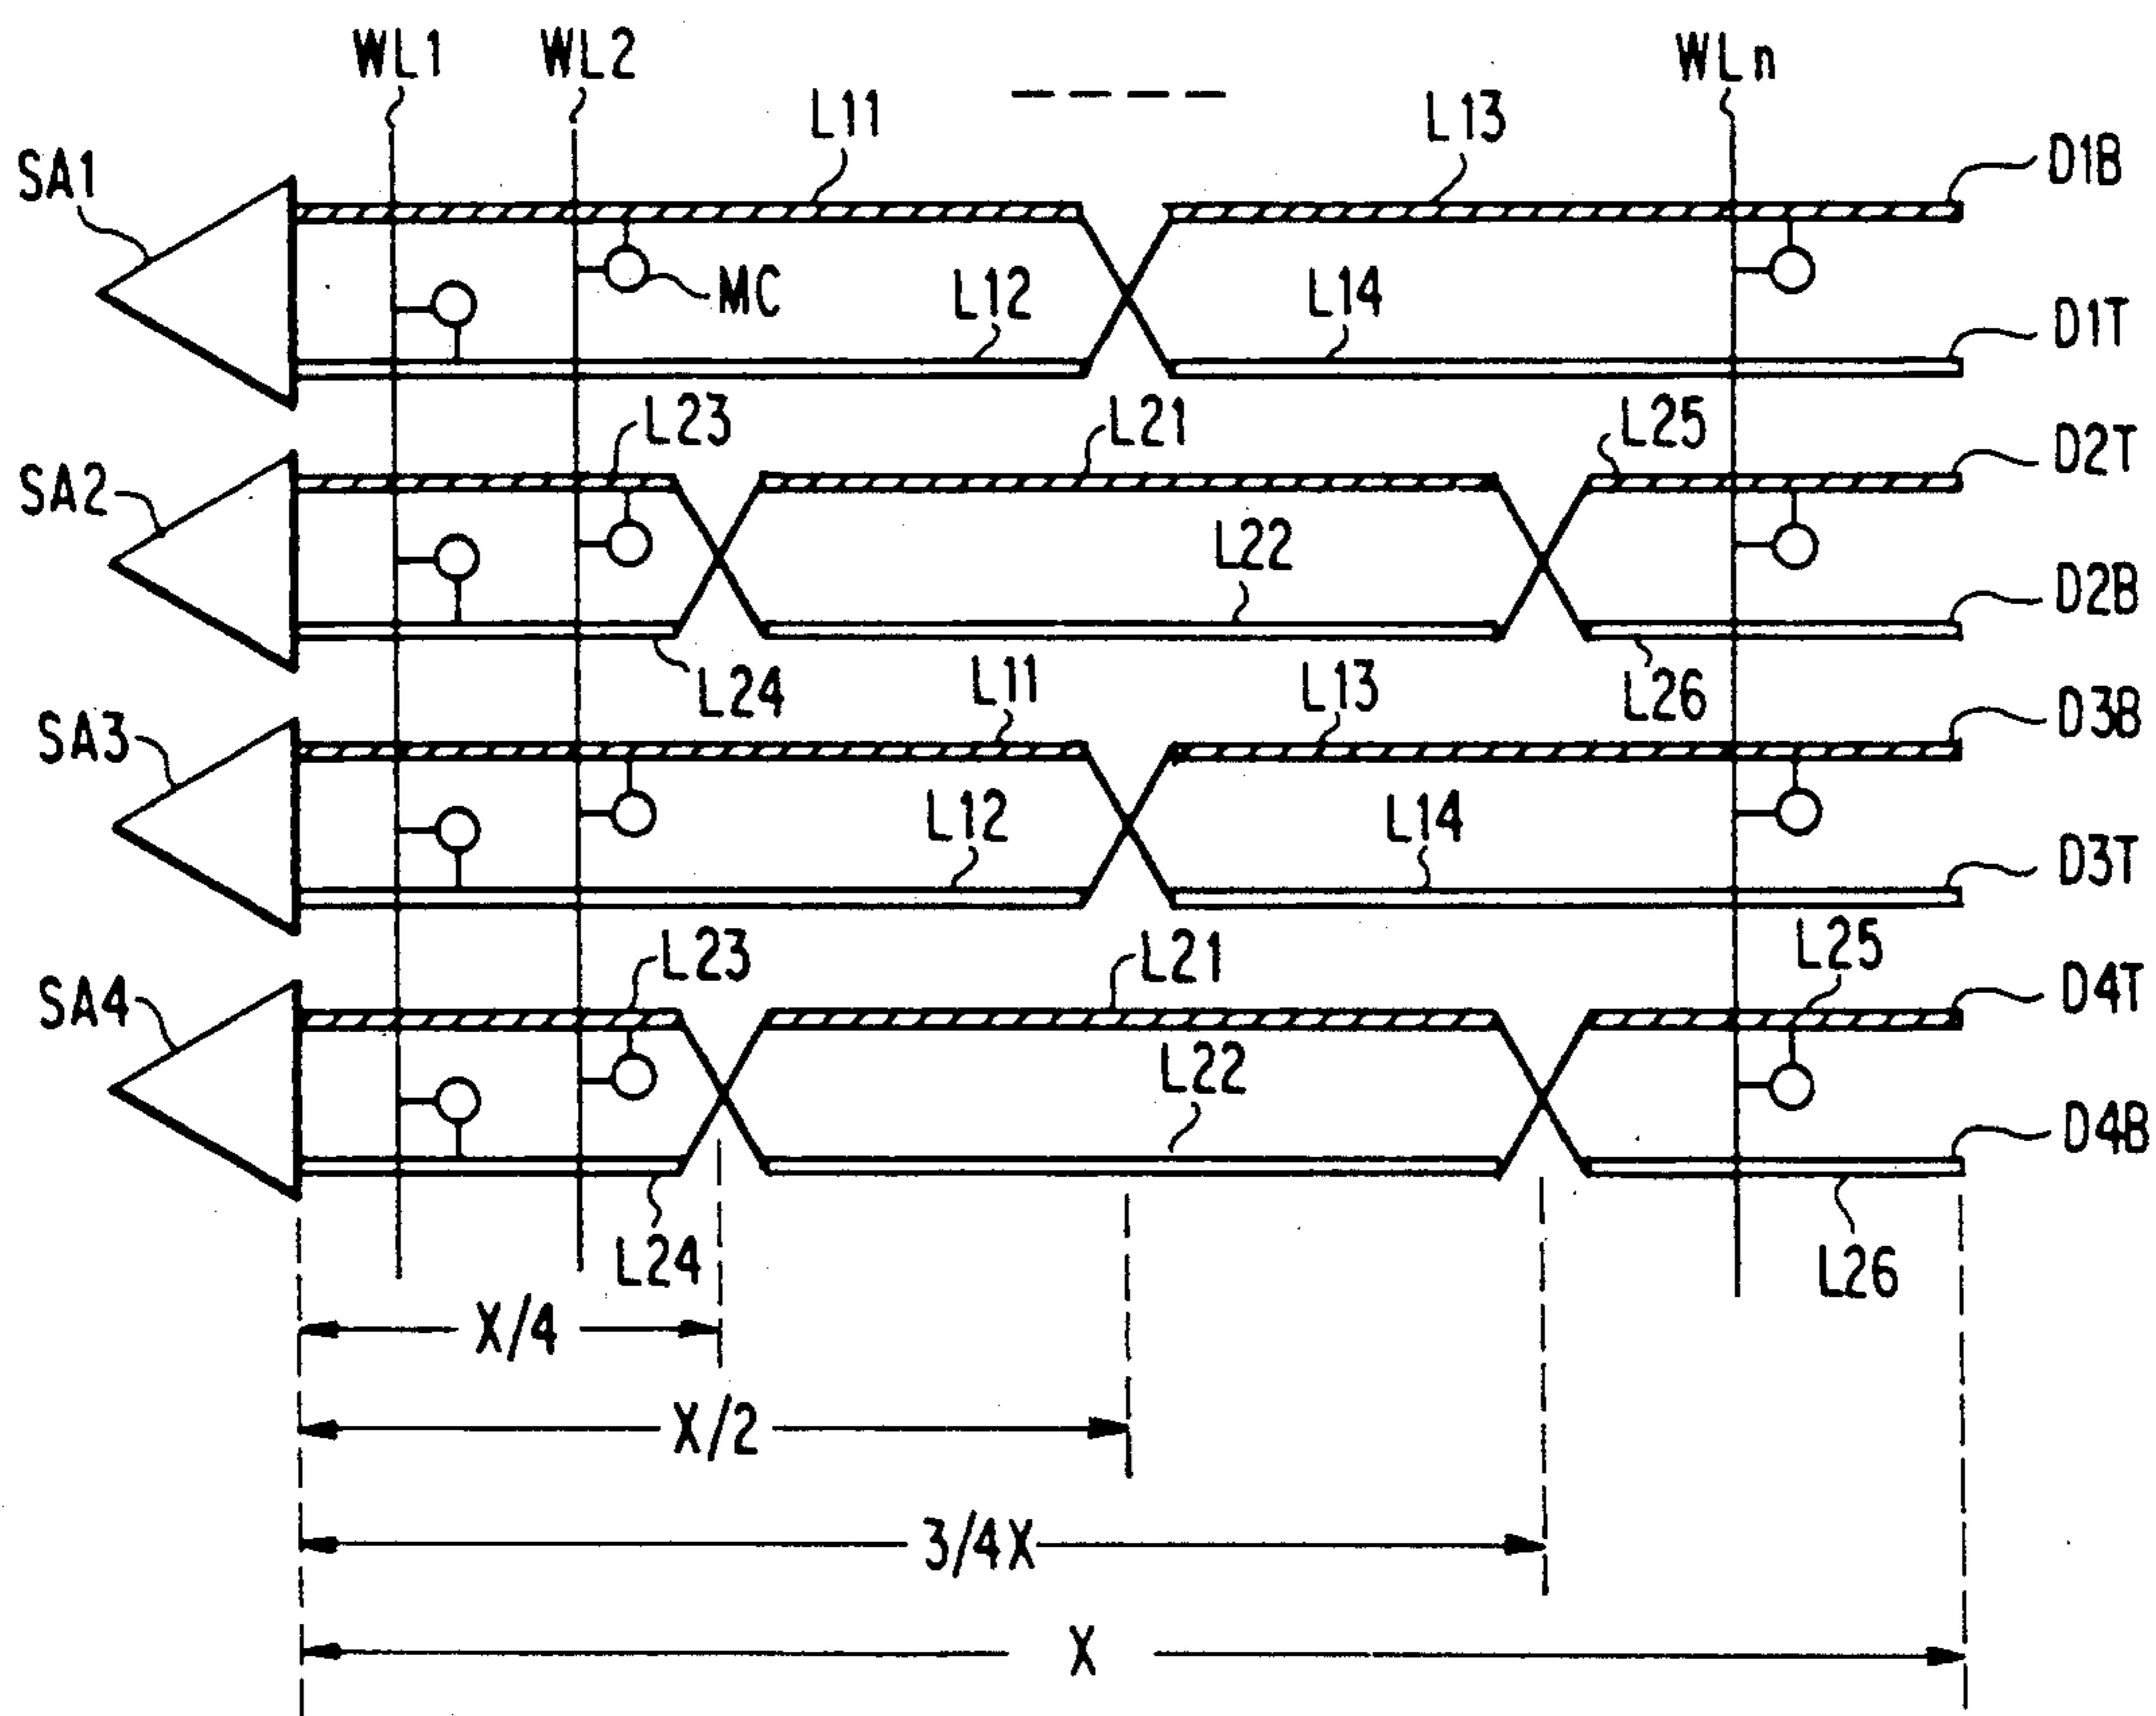 WL1 WL2 WLn
L11 L13
SA1 D1B
MC L12 L14 D1T
L23 L21 L25 D2T
SA2
L22 D2B
L24 L11 L13 L26 D3B
SA3
L12 L14 D3T
L23 L21 L25
SA4 D4T
L22
D4B
L24 L26
X/4
X/2
3/4X
X